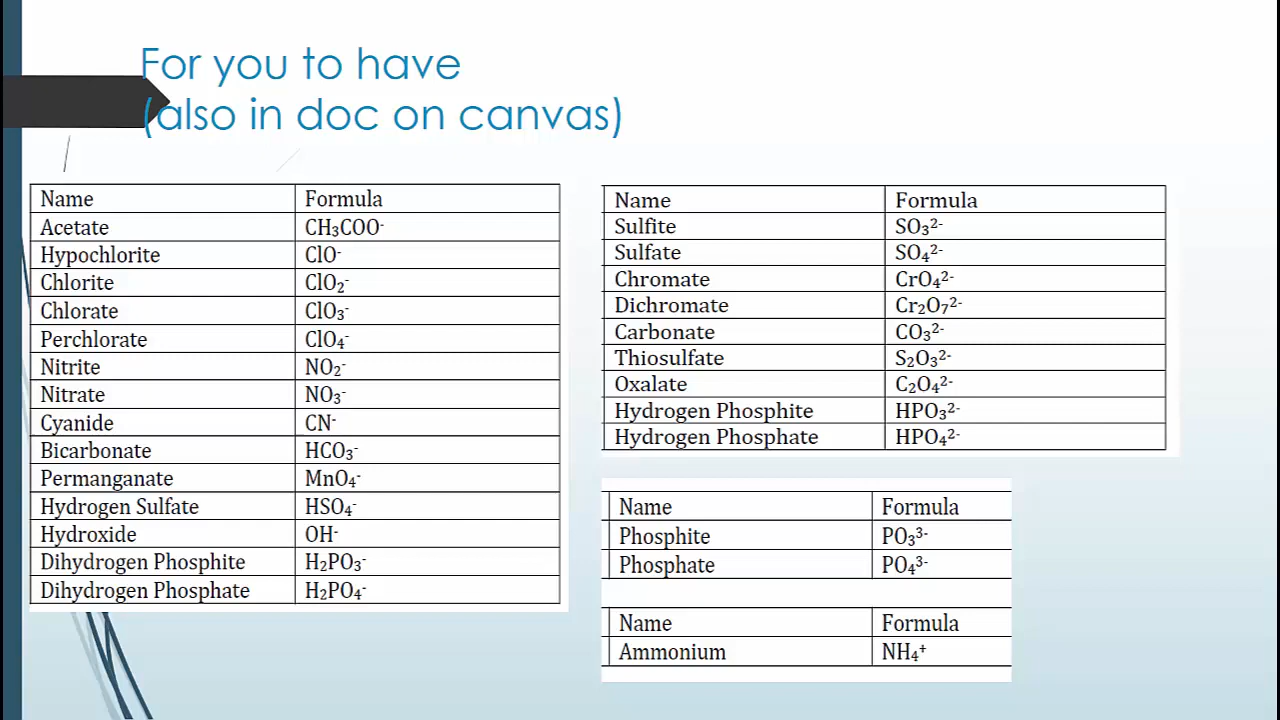 For you to have
(also in doc on canvas)
Name Formula
Acetate CH₃COO⁻
Hypochlorite ClO⁻
Chlorite ClO₂⁻
Chlorate ClO₃⁻
Perchlorate ClO₄⁻
Nitrite NO₂⁻
Nitrate NO₃⁻
Cyanide CN⁻
Bicarbonate HCO₃⁻
Permanganate MnO₄⁻
Hydrogen Sulfate HSO₄⁻
Hydroxide OH⁻
Dihydrogen Phosphite H₂PO₃⁻
Dihydrogen Phosphate H₂PO₄⁻
Name Formula
Sulfite SO₃²⁻
Sulfate SO₄²⁻
Chromate CrO₄²⁻
Dichromate Cr₂O₇²⁻
Carbonate CO₃²⁻
Thiosulfate S₂O₃²⁻
Oxalate C₂O₄²⁻
Hydrogen Phosphite HPO₃²⁻
Hydrogen Phosphate HPO₄²⁻
Name Formula
Phosphite PO₃³⁻
Phosphate PO₄³⁻
Name Formula
Ammonium NH₄⁺